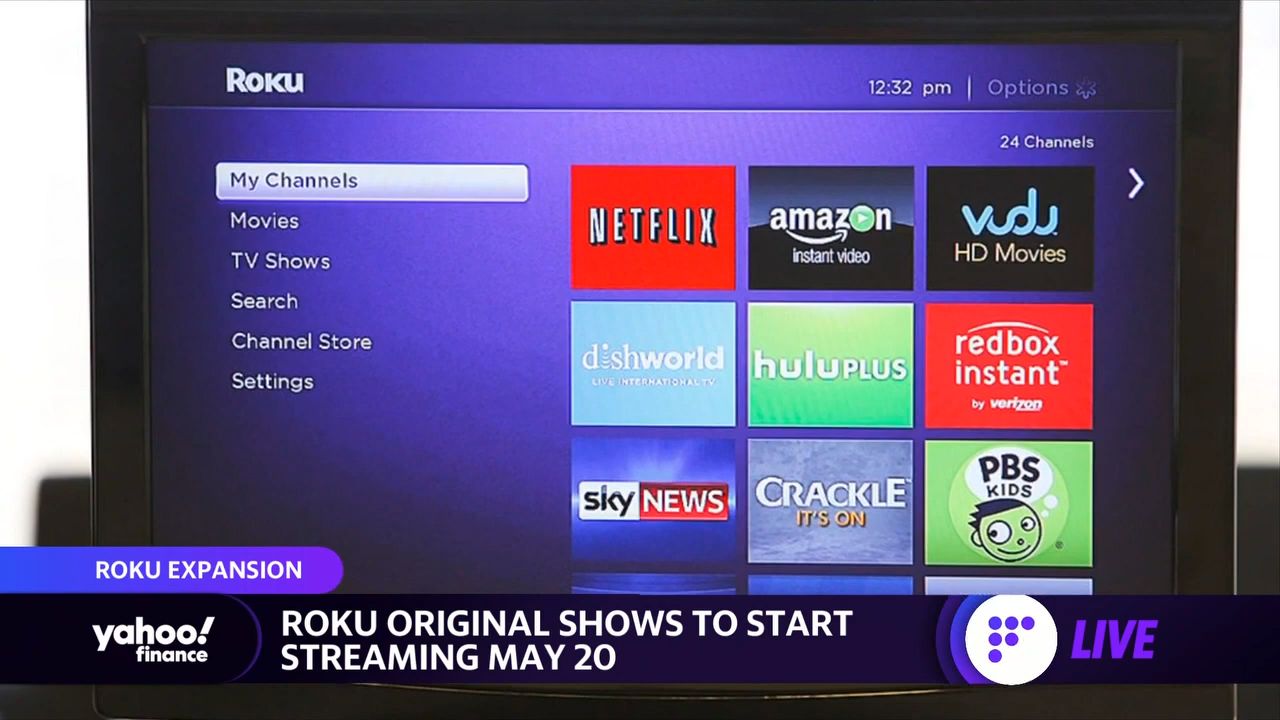 Roku
12:32 pm | Options
24 Channels
My Channels
Movies
TV Shows
Search
Channel Store
Settings
NETFLIX
amazon
instant video
vudu
HD Movies
dishworld
LIVE INTERNATIONAL TV
huluPLUS
redbox
instant™
by verizon
sky NEWS
CRACKLE™
IT'S ON
PBS
KIDS
®
ROKU EXPANSION
yahoo!
finance
ROKU ORIGINAL SHOWS TO START
STREAMING MAY 20
LIVE